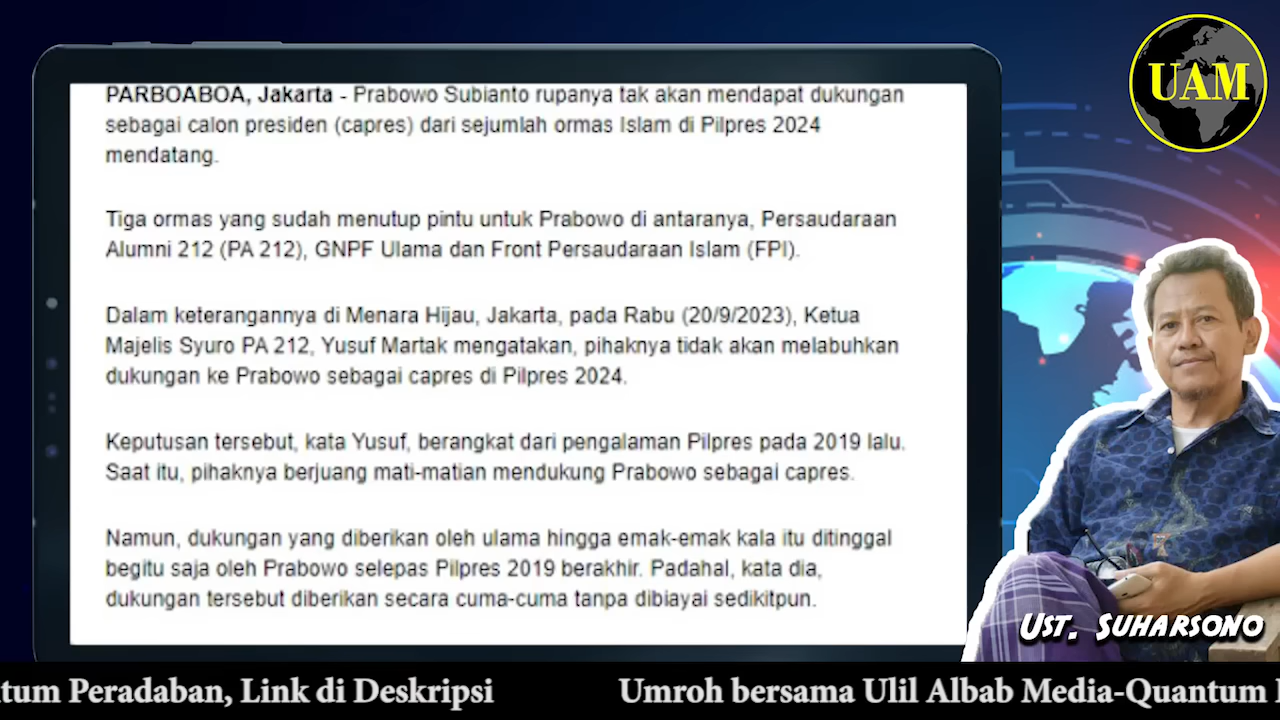 PARBOABOA, Jakarta - Prabowo Subianto rupanya tak akan mendapat dukungan
sebagai calon presiden (capres) dari sejumlah ormas Islam di Pilpres 2024
mendatang.
Tiga ormas yang sudah menutup pintu untuk Prabowo di antaranya, Persaudaraan
Alumni 212 (PA 212), GNPF Ulama dan Front Persaudaraan Islam (FPI).
Dalam keterangannya di Menara Hijau, Jakarta, pada Rabu (20/9/2023), Ketua
Majelis Syuro PA 212, Yusuf Martak mengatakan, pihaknya tidak akan melabuhkan
dukungan ke Prabowo sebagai capres di Pilpres 2024.
Keputusan tersebut, kata Yusuf, berangkat dari pengalaman Pilpres pada 2019 lalu.
Saat itu, pihaknya berjuang mati-matian mendukung Prabowo sebagai capres.
Namun, dukungan yang diberikan oleh ulama hingga emak-emak kala itu ditinggal
begitu saja oleh Prabowo selepas Pilpres 2019 berakhir. Padahal, kata dia,
dukungan tersebut diberikan secara cuma-cuma tanpa dibiayai sedikitpun.
UAM
UST. SUHARSONO
tum Peradaban, Link di Deskripsi
Umroh bersama Ulil Albab Media-Quantum